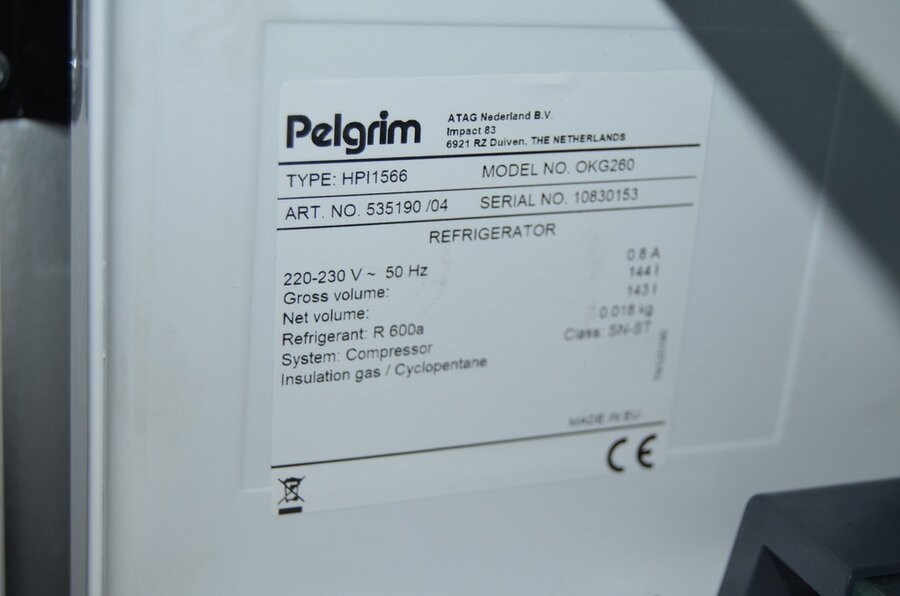 Pelgrim
ATAG Nederland B.V.
Impact 83
6921 RZ Duiven, THE NETHERLANDS
TYPE: HPI1566 MODEL NO. OKG260
ART. NO. 535190 /04 SERIAL NO. 10830153
REFRIGERATOR
220-230 V ~ 50 Hz 0.8 A
Gross volume: 144 l
Net volume: 143 l
Refrigerant: R 600a 0.018 kg
System: Compressor Class: SN-ST
Insulation gas / Cyclopentane
MADE IN EU
CE